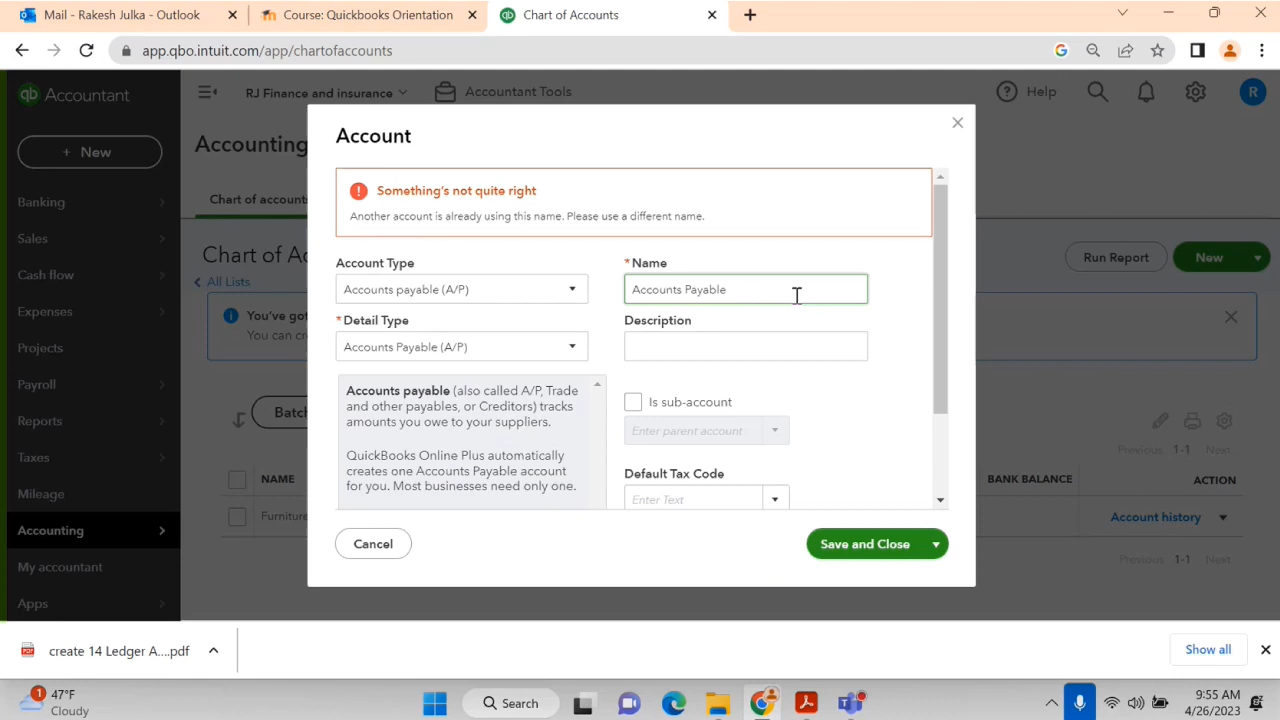 Mail - Rakesh Julka - Outlook
Course: Quickbooks Orientation
Chart of Accounts
app.qbo.intuit.com/app/chartofaccounts
qb Accountant
RJ Finance and insurance
Accountant Tools
Help
R
+ New
Accounting
Account
Banking
Sales
Cash flow
Expenses
Projects
Payroll
Reports
Taxes
Mileage
Accounting
My accountant
Apps
Chart of accounts
Chart of Ac
All Lists
Run Report
New
You've got
You can cr
Batch
Something's not quite right
Another account is already using this name. Please use a different name.
Account Type
* Name
Accounts payable (A/P)
Accounts Payable
* Detail Type
Description
Accounts Payable (A/P)
Accounts payable (also called A/P, Trade
and other payables, or Creditors) tracks
amounts you owe to your suppliers.
QuickBooks Online Plus automatically
creates one Accounts Payable account
for you. Most businesses need only one.
Is sub-account
Enter parent account
Default Tax Code
Enter Text
Cancel
Save and Close
Previous 1-1 Next
NAME
BANK BALANCE
ACTION
Furniture
Account history
Previous 1-1 Next
create 14 Ledger A....pdf
Show all
1
47°F
Cloudy
Search
9:55 AM
4/26/2023